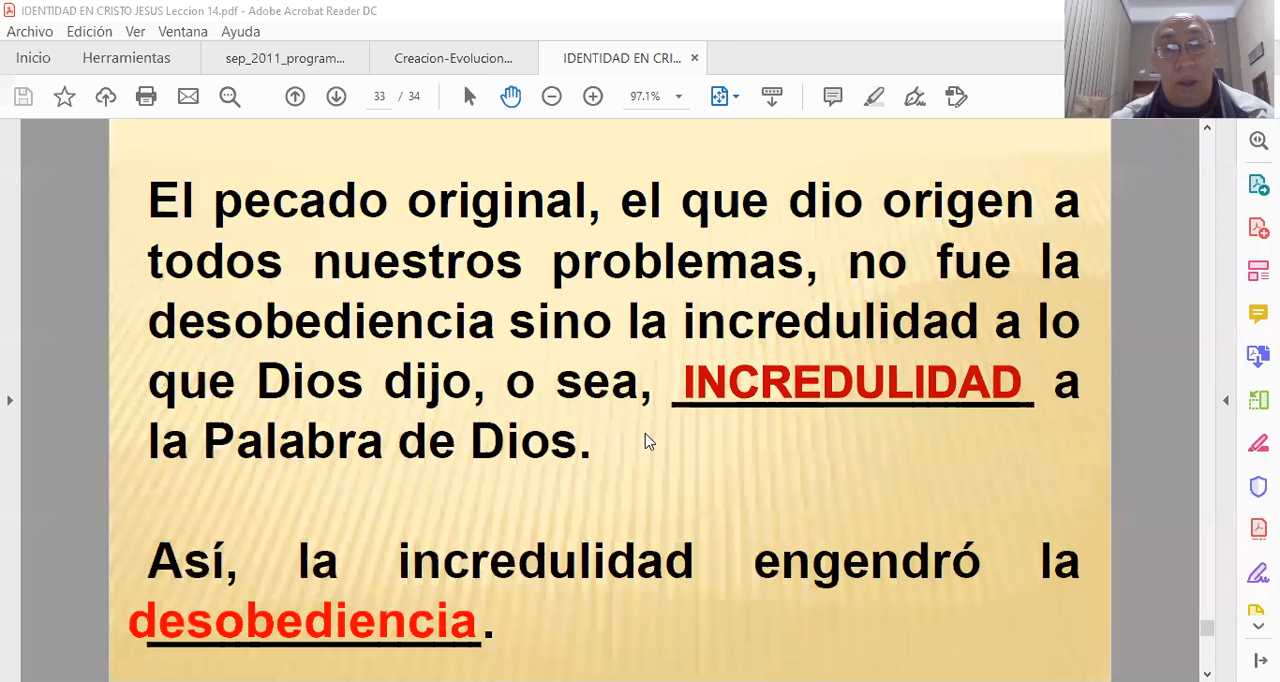 IDENTIDAD EN CRISTO JESUS Leccion 14.pdf - Adobe Acrobat Reader DC
Archivo Edición Ver Ventana Ayuda
Inicio Herramientas sep_2011_program... Creacion-Evolucion... IDENTIDAD EN CRI... ×
33 / 34 97.1%
El pecado original, el que dio origen a
todos nuestros problemas, no fue la
desobediencia sino la incredulidad a lo
que Dios dijo, o sea, INCREDULIDAD a
la Palabra de Dios.
Así, la incredulidad engendró la
desobediencia.